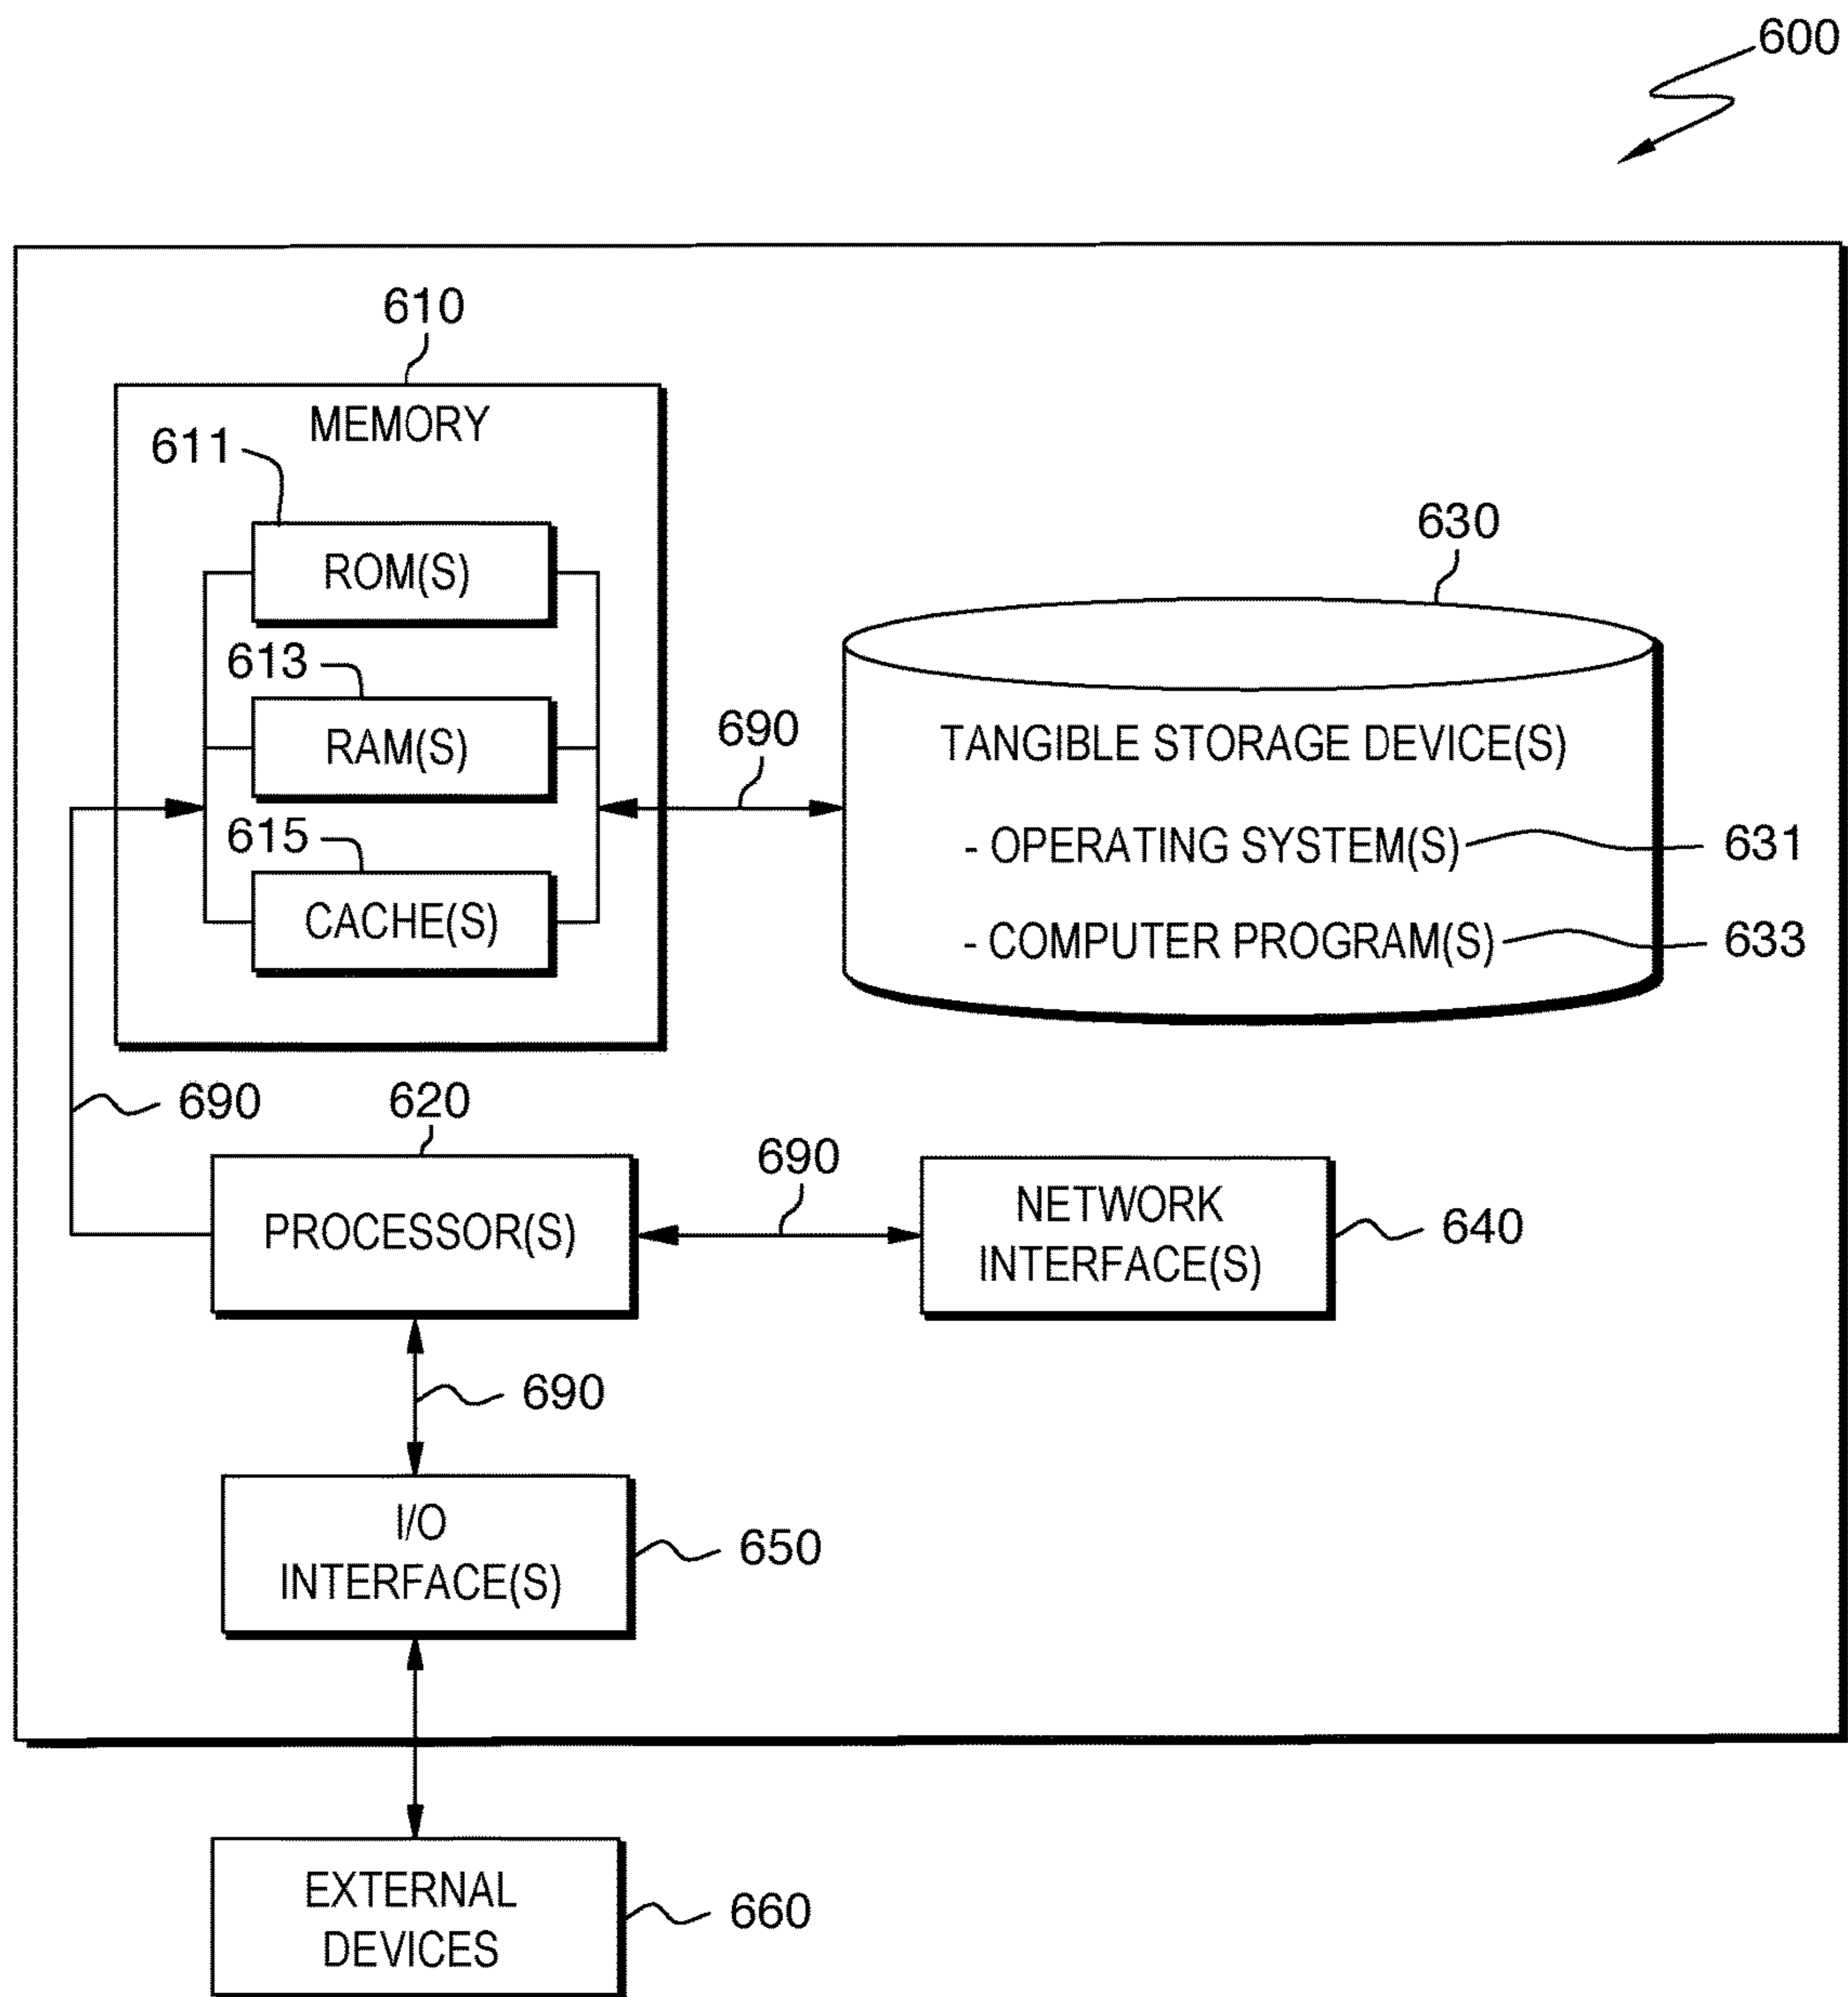 600
610
MEMORY
611
ROM(S)
613
RAM(S)
615
CACHE(S)
690
630
TANGIBLE STORAGE DEVICE(S)
- OPERATING SYSTEM(S)
631
- COMPUTER PROGRAM(S)
633
690
620
PROCESSOR(S)
690
NETWORK
INTERFACE(S)
640
690
I/O
INTERFACE(S)
650
EXTERNAL
DEVICES
660